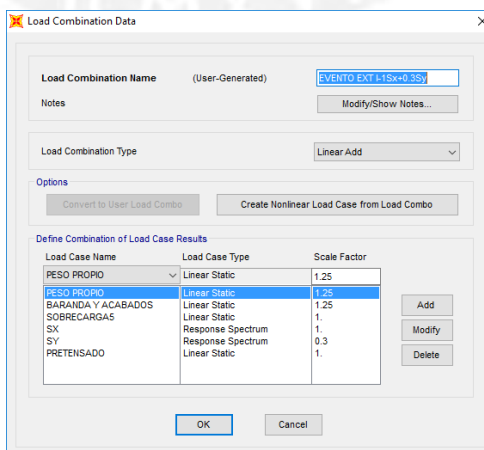 Load Combination Data
Load Combination Name (User-Generated) EVENTO EXT I-1Sx+0.3Sy
Notes Modify/Show Notes...
Load Combination Type Linear Add
Options
Convert to User Load Combo Create Nonlinear Load Case from Load Combo
Define Combination of Load Case Results
Load Case Name Load Case Type Scale Factor
PESO PROPIO Linear Static 1.25
PESO PROPIO Linear Static 1.25
BARANDA Y ACABADOS Linear Static 1.25
SOBRECARGA5 Linear Static 1.
SX Response Spectrum 1.
SY Response Spectrum 0.3
PRETENSADO Linear Static 1.
Add
Modify
Delete
OK Cancel